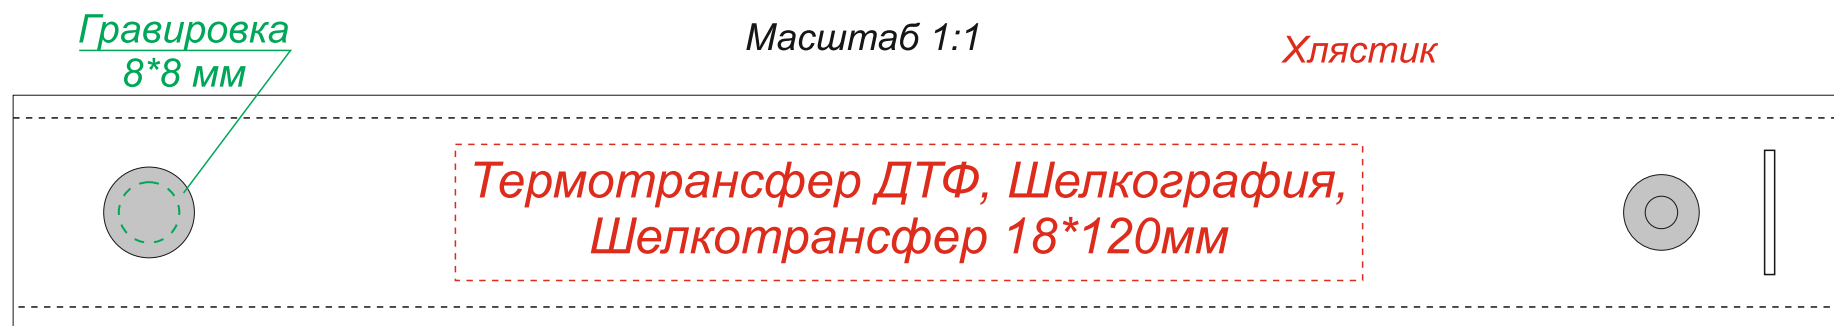 Гравировка
8*8 мм
Масштаб 1:1
Хлястик
Термотрансфер ДТФ, Шелкография,
Шелкотрансфер 18*120мм